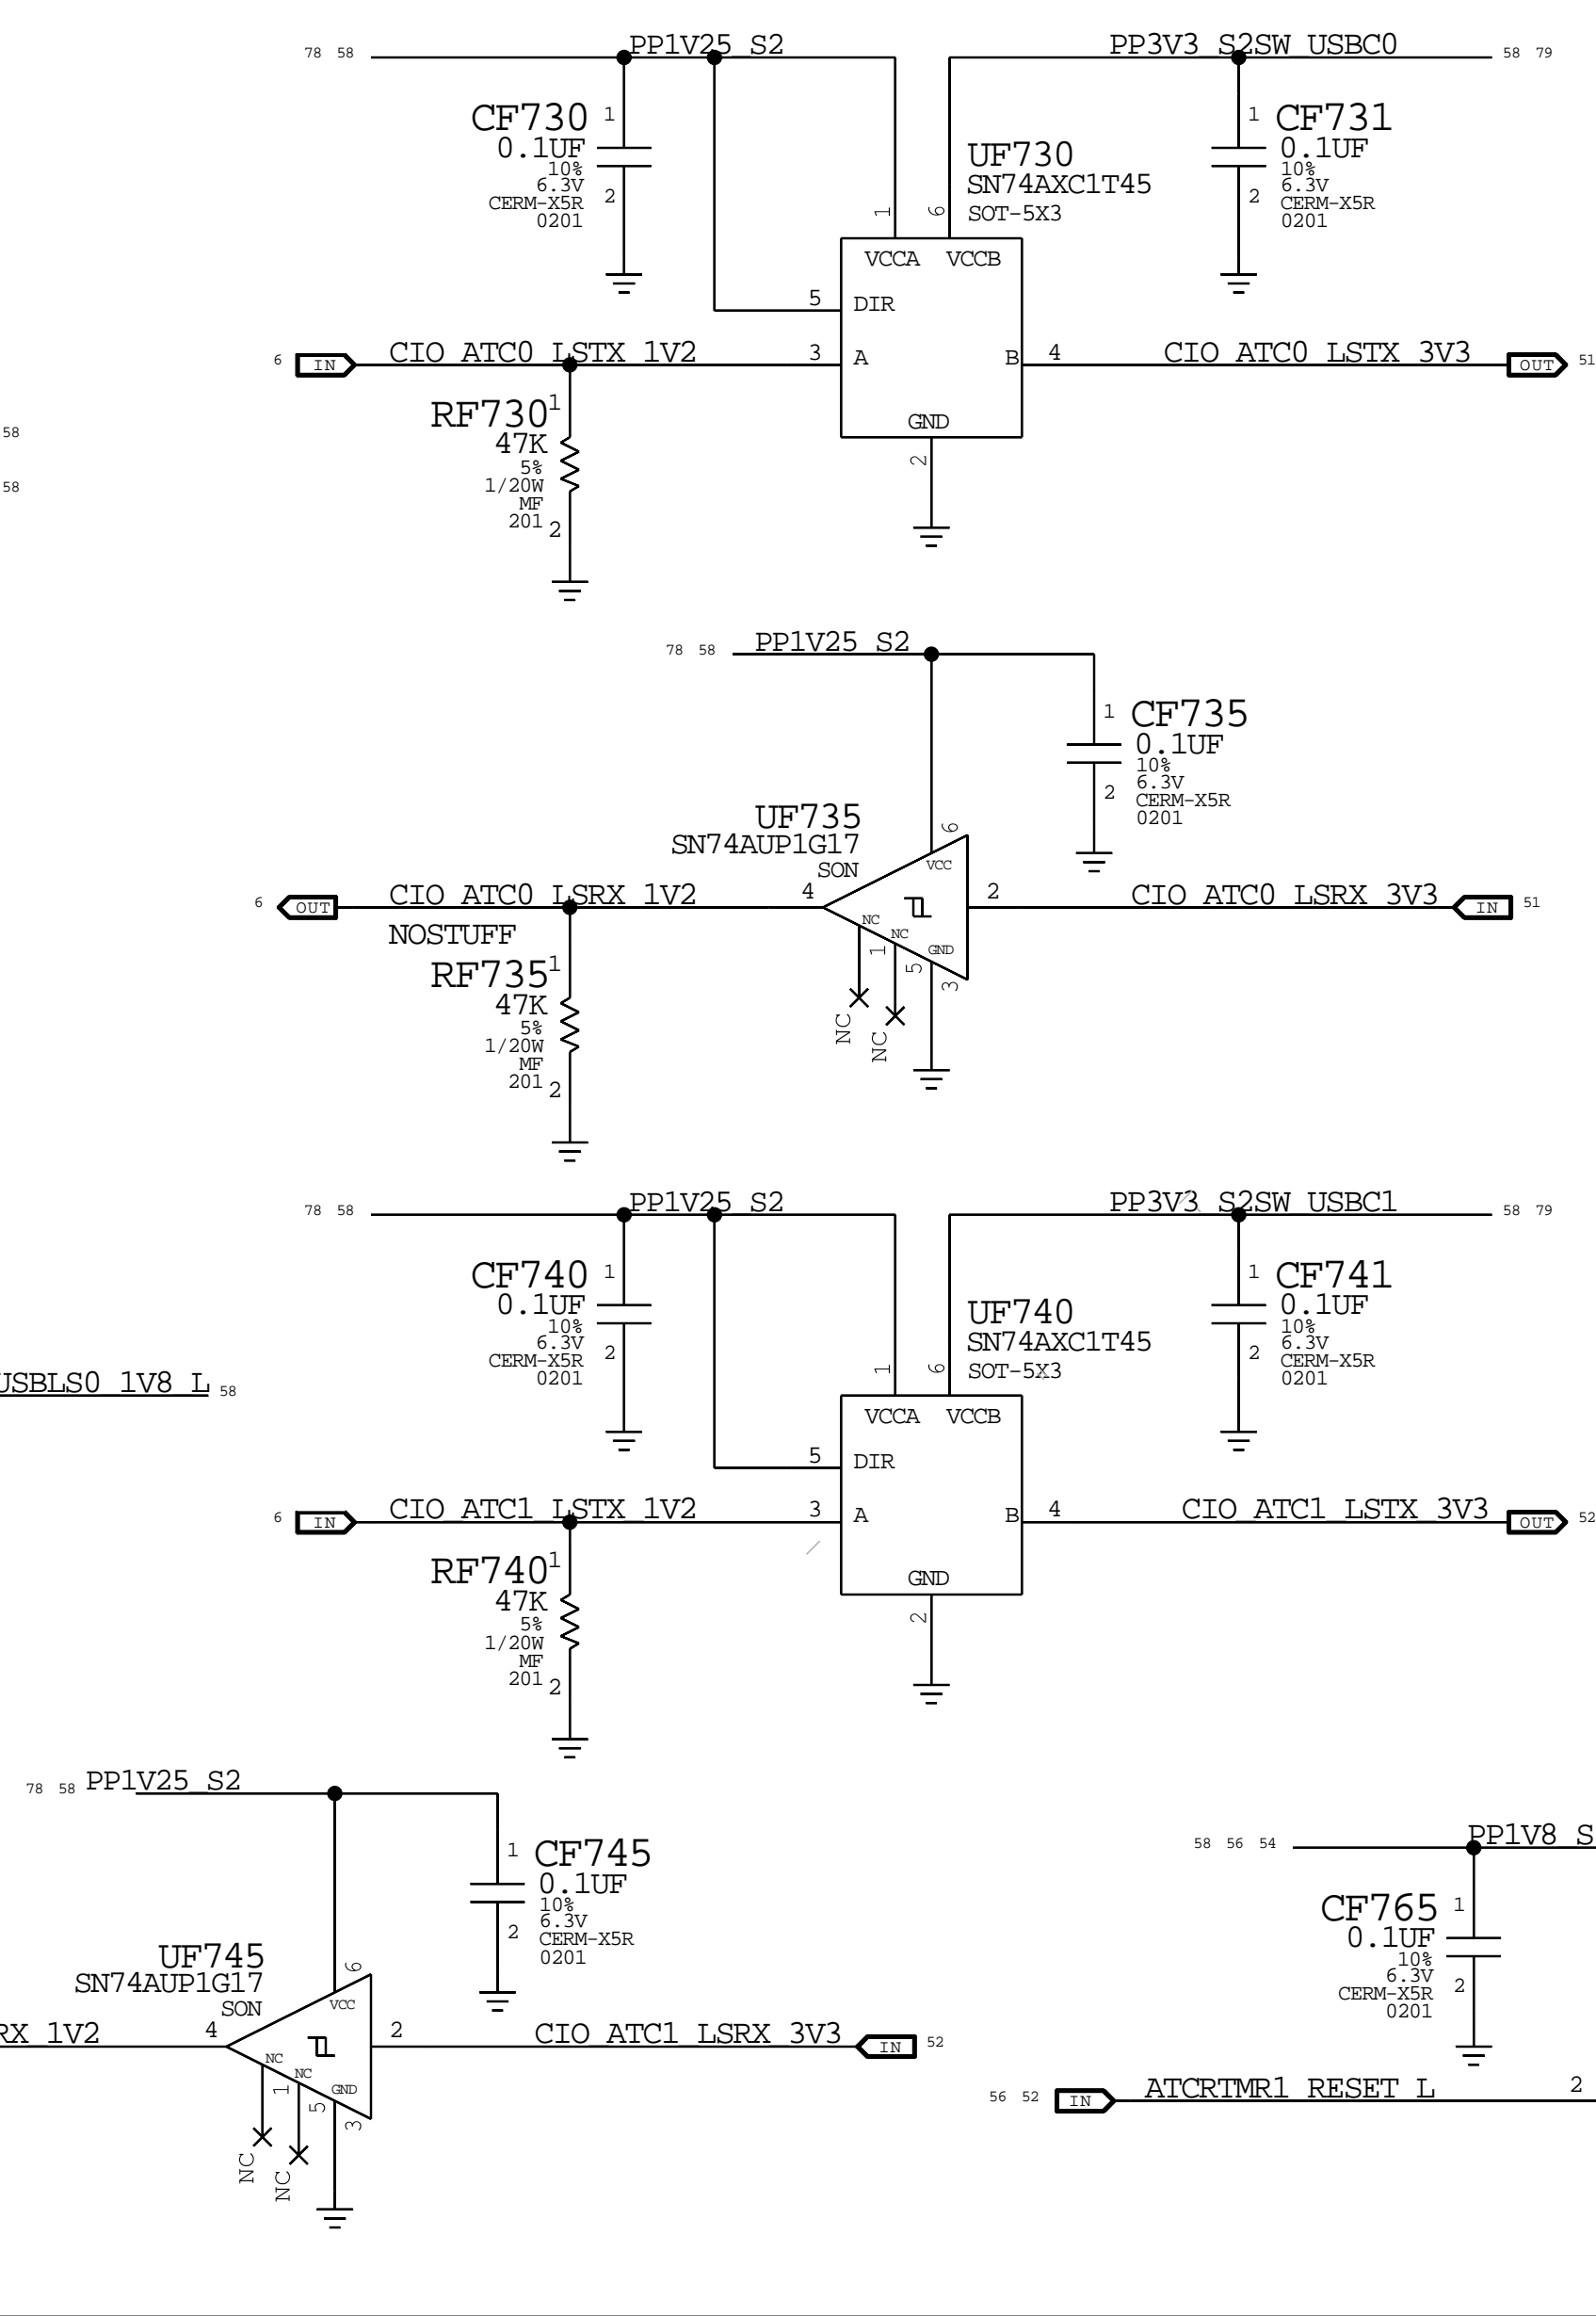 78 58 PP1V25_S2
PP3V3_S2SW_USBC0 58 79
CF730 1
0.1UF
10%
6.3V
CERM-X5R 2
0201
UF730
SN74AXC1T45
SOT-5X3
1 CF731
0.1UF
10%
6.3V
2 CERM-X5R
0201
1 6
VCCA VCCB
5 DIR
6 IN CIO_ATC0_LSTX_1V2 3 A
B 4 CIO_ATC0_LSTX_3V3 OUT 51
GND
2
RF730 1
47K
5%
1/20W
MF
201 2
58
58
78 58 PP1V25_S2
1 CF735
0.1UF
10%
6.3V
2 CERM-X5R
0201
UF735
SN74AUP1G17
SON
6
VCC
6 OUT CIO_ATC0_LSRX_1V2 4
2 CIO_ATC0_LSRX_3V3 IN 51
NC
NC
GND
1
5
3
NC
NC
NOSTUFF
RF735 1
47K
5%
1/20W
MF
201 2
78 58 PP1V25_S2
PP3V3_S2SW_USBC1 58 79
CF740 1
0.1UF
10%
6.3V
CERM-X5R 2
0201
UF740
SN74AXC1T45
SOT-5X3
1 CF741
0.1UF
10%
6.3V
2 CERM-X5R
0201
1 6
VCCA VCCB
USBLS0_1V8_L 58
5 DIR
6 IN CIO_ATC1_LSTX_1V2 3 A
B 4 CIO_ATC1_LSTX_3V3 OUT 52
GND
2
RF740 1
47K
5%
1/20W
MF
201 2
78 58 PP1V25_S2
1 CF745
0.1UF
10%
6.3V
2 CERM-X5R
0201
UF745
SN74AUP1G17
SON
6
VCC
RX_1V2 4
2 CIO_ATC1_LSRX_3V3 IN 52
NC
NC
GND
1
5
3
NC
NC
58 56 54 PP1V8_S
CF765 1
0.1UF
10%
6.3V
CERM-X5R 2
0201
56 52 IN ATCRTMR1_RESET_L 2